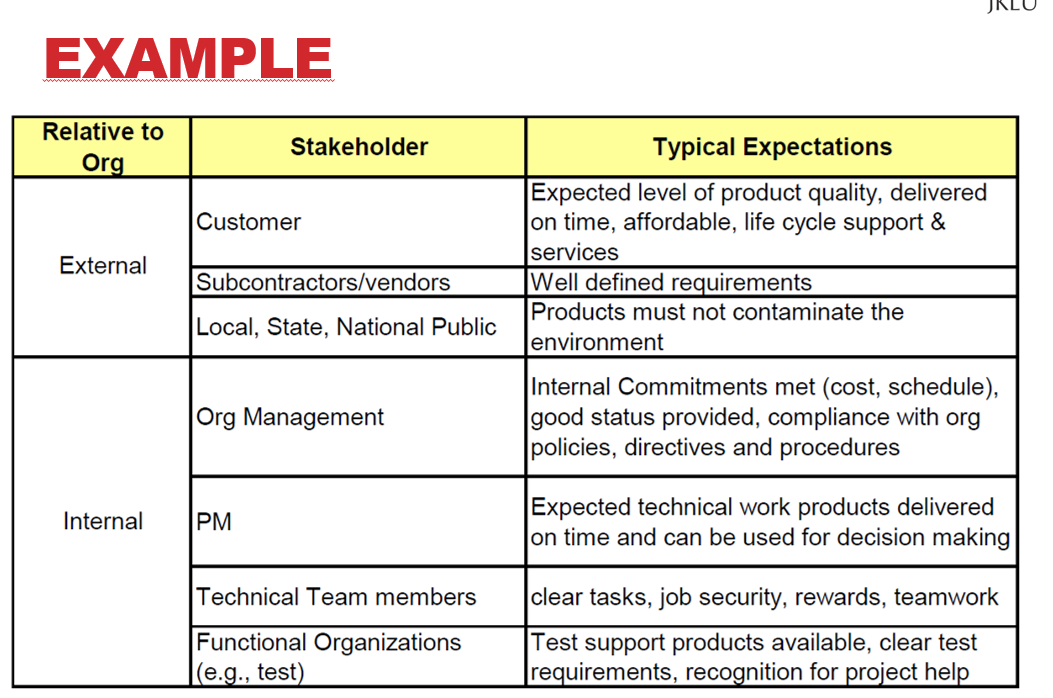 JKLU
EXAMPLE
Relative to
Org
Stakeholder
Typical Expectations
External
Customer
Expected level of product quality, delivered
on time, affordable, life cycle support &
services
Subcontractors/vendors
Well defined requirements
Local, State, National Public
Products must not contaminate the
environment
Internal
Org Management
Internal Commitments met (cost, schedule),
good status provided, compliance with org
policies, directives and procedures
PM
Expected technical work products delivered
on time and can be used for decision making
Technical Team members
clear tasks, job security, rewards, teamwork
Functional Organizations
(e.g., test)
Test support products available, clear test
requirements, recognition for project help